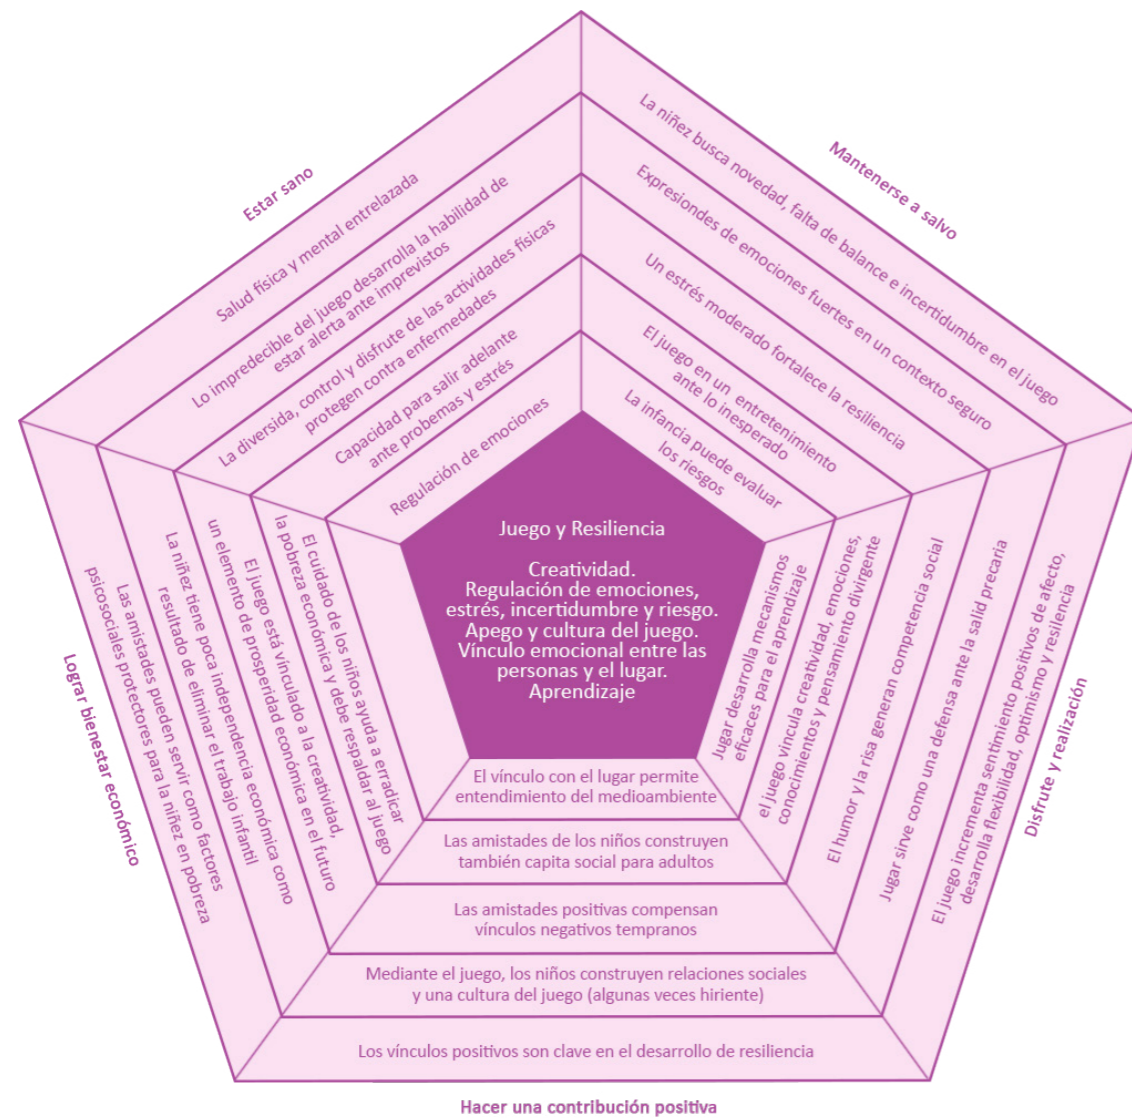 Estar sano
Salud física y mental entrelazada
Lo impredecible del juego desarrolla la habilidad de
estar alerta ante imprevistos
La diversida, control y disfrute de las actividades físicas
protegen contra enfermedades
Capacidad para salir adelante
ante probemas y estrés
Regulación de emociones
Mantenerse a salvo
La niñez busca novedad, falta de balance e incertidumbre en el juego
Expresiondes de emociones fuertes en un contexto seguro
Un estrés moderado fortalece la resiliencia
El juego en un entretenimiento
ante lo inesperado
La infancia puede evaluar
los riesgos
Juego y Resiliencia
Creatividad.
Regulación de emociones,
estrés, incertidumbre y riesgo.
Apego y cultura del juego.
Vínculo emocional entre las
personas y el lugar.
Aprendizaje
Lograr bienestar económico
Las amistades pueden servir como factores
psicosociales protectores para la niñez en pobreza
La niñez tiene poca independencia económica como
resultado de eliminar el trabajo infantil
El juego está vínculado a la creatividad,
un elemento de prosperidad económica en el futuro
El cuidado de los niños ayuda a erradicar
la pobreza económica y debe respaldar al juego
Jugar desarrolla mecanismos
eficaces para el aprendizaje
el juego vincula creatividad, emociones,
conocimientos y pensamiento divirgente
El humor y la risa generan competencia social
Jugar sirve como una defensa ante la salid precaria
El juego incrementa sentimiento positivos de afecto,
desarrolla flexibilidad, optimismo y resiliencia
Disfrute y realización
El vínculo con el lugar permite
entendimiento del medioambiente
Las amistades de los niños construyen
también capita social para adultos
Las amistades positivas compensan
vínculos negativos tempranos
Mediante el juego, los niños construyen relaciones sociales
y una cultura del juego (algunas veces hiriente)
Los vínculos positivos son clave en el desarrollo de resiliencia
Hacer una contribución positiva